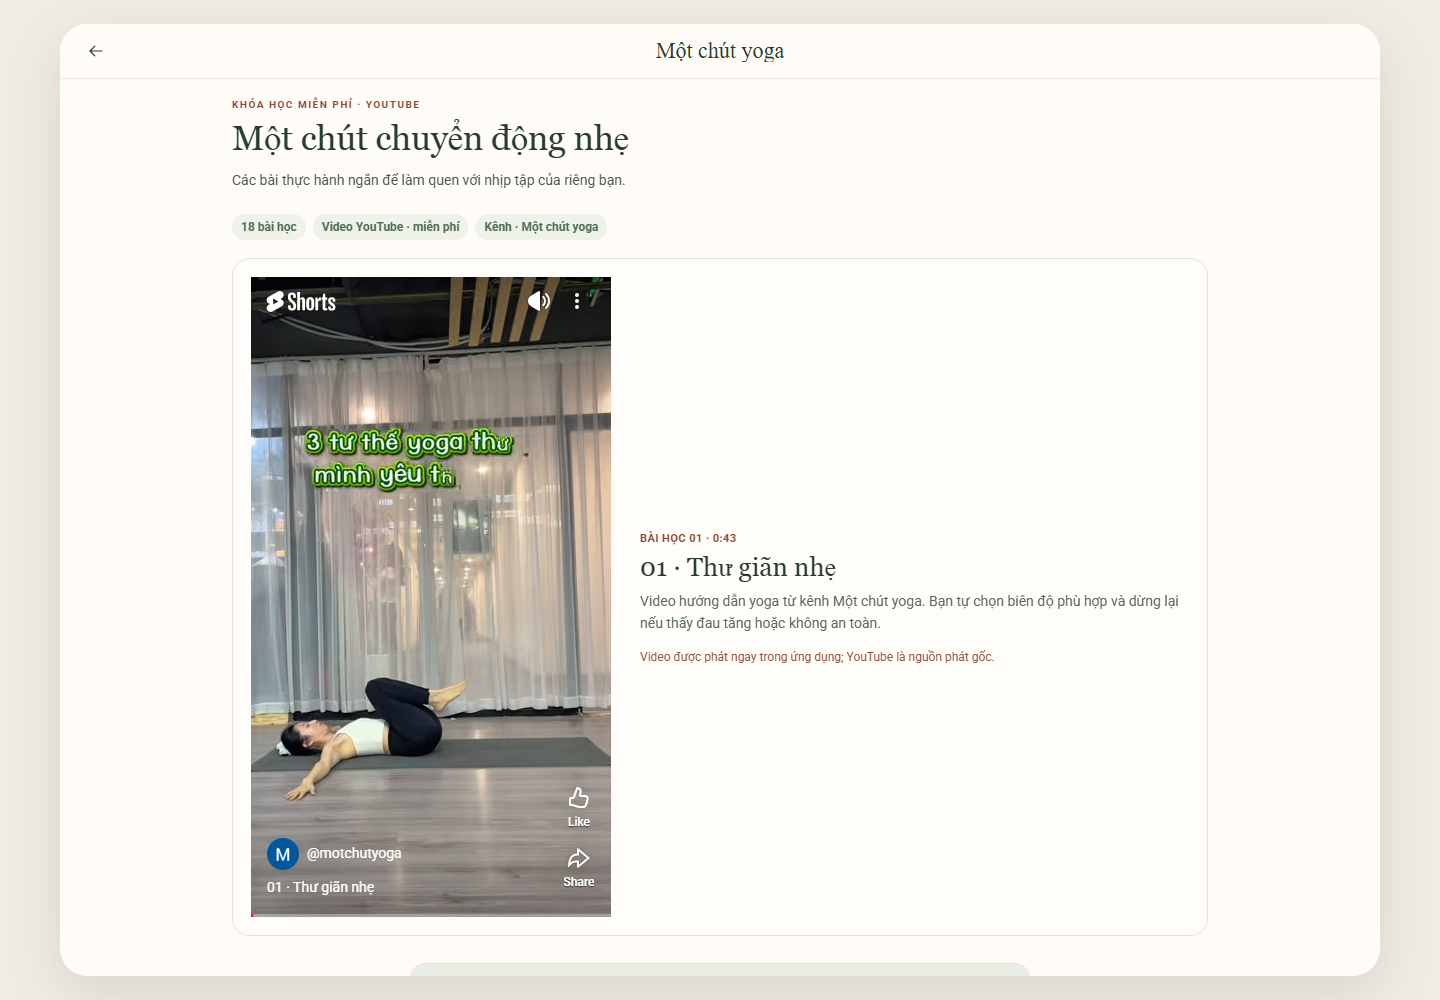 Một chút yoga
KHÓA HỌC MIỄN PHÍ · YOUTUBE
Một chút chuyển động nhẹ
Các bài thực hành ngắn để làm quen với nhịp tập của riêng bạn.
18 bài học
Video YouTube · miễn phí
Kênh · Một chút yoga
Shorts
3 tư thế yoga thư
mình yêu th
Like
@motchutyoga
Share
01 · Thư giãn nhẹ
BÀI HỌC 01 · 0:43
01 · Thư giãn nhẹ
Video hướng dẫn yoga từ kênh Một chút yoga. Bạn tự chọn biên độ phù hợp và dừng lại
nếu thấy đau tăng hoặc không an toàn.
Video được phát ngay trong ứng dụng; YouTube là nguồn phát gốc.